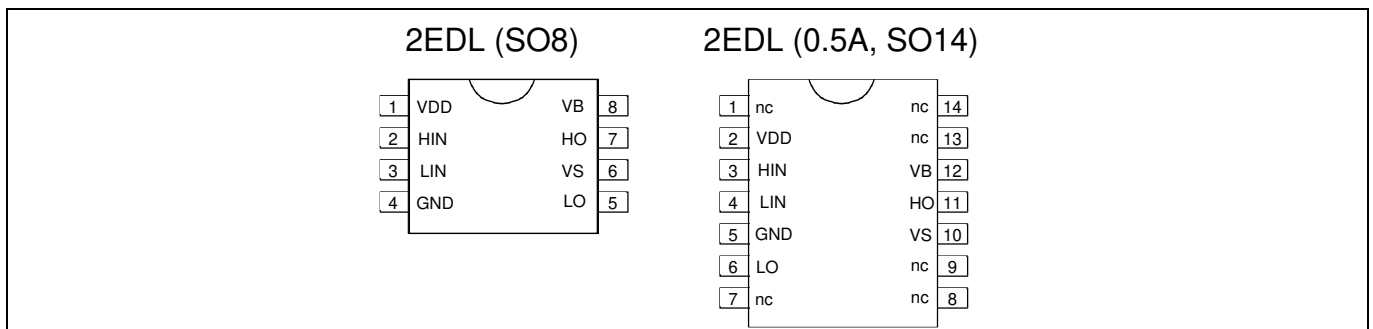 2EDL (SO8)
1 VDD VB 8
2 HIN HO 7
3 LIN VS 6
4 GND LO 5
2EDL (0.5A, SO14)
1 nc nc 14
2 VDD nc 13
3 HIN VB 12
4 LIN HO 11
5 GND VS 10
6 LO nc 9
7 nc nc 8